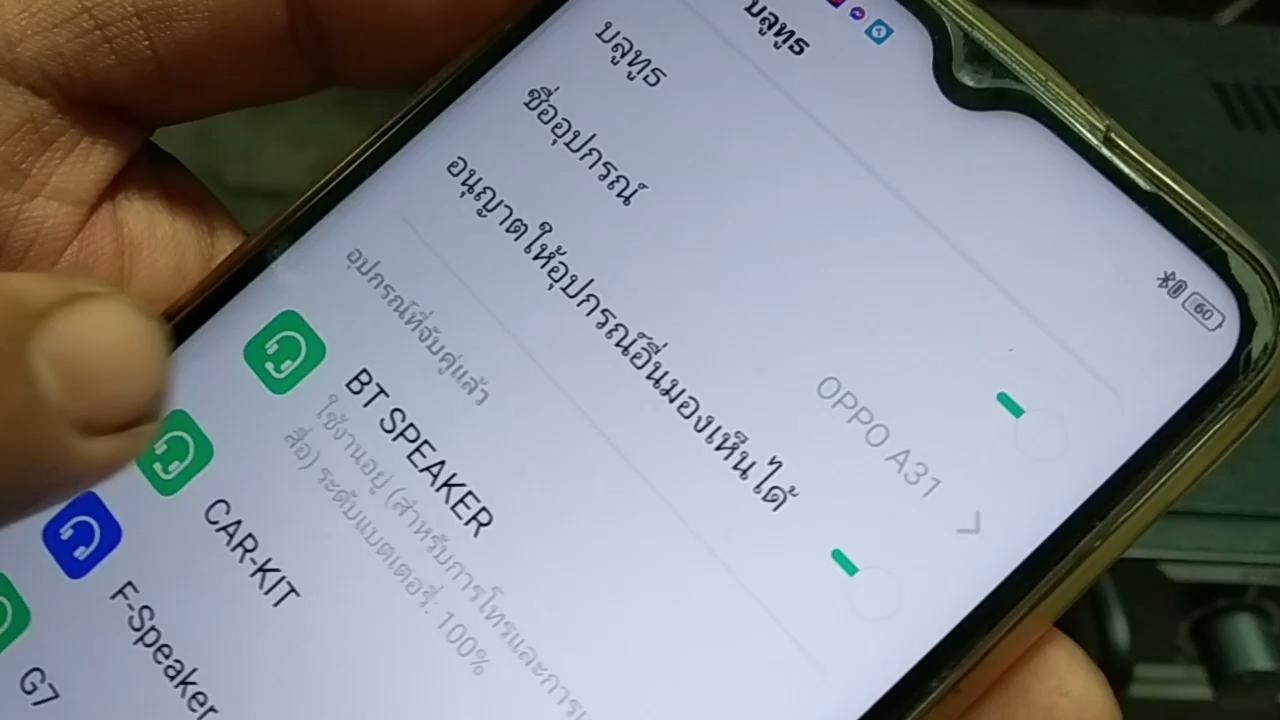 บลูทูธ
60
บลูทูธ
ชื่ออุปกรณ์
OPPO A31
อนุญาตให้อุปกรณ์อื่นมองเห็นได้
อุปกรณ์ที่จับคู่แล้ว
BT SPEAKER
ใช้งานอยู่ (สำหรับการโทรและการ
สื่อ) ระดับแบตเตอรี่: 100%
CAR-KIT
F-Speaker
G7